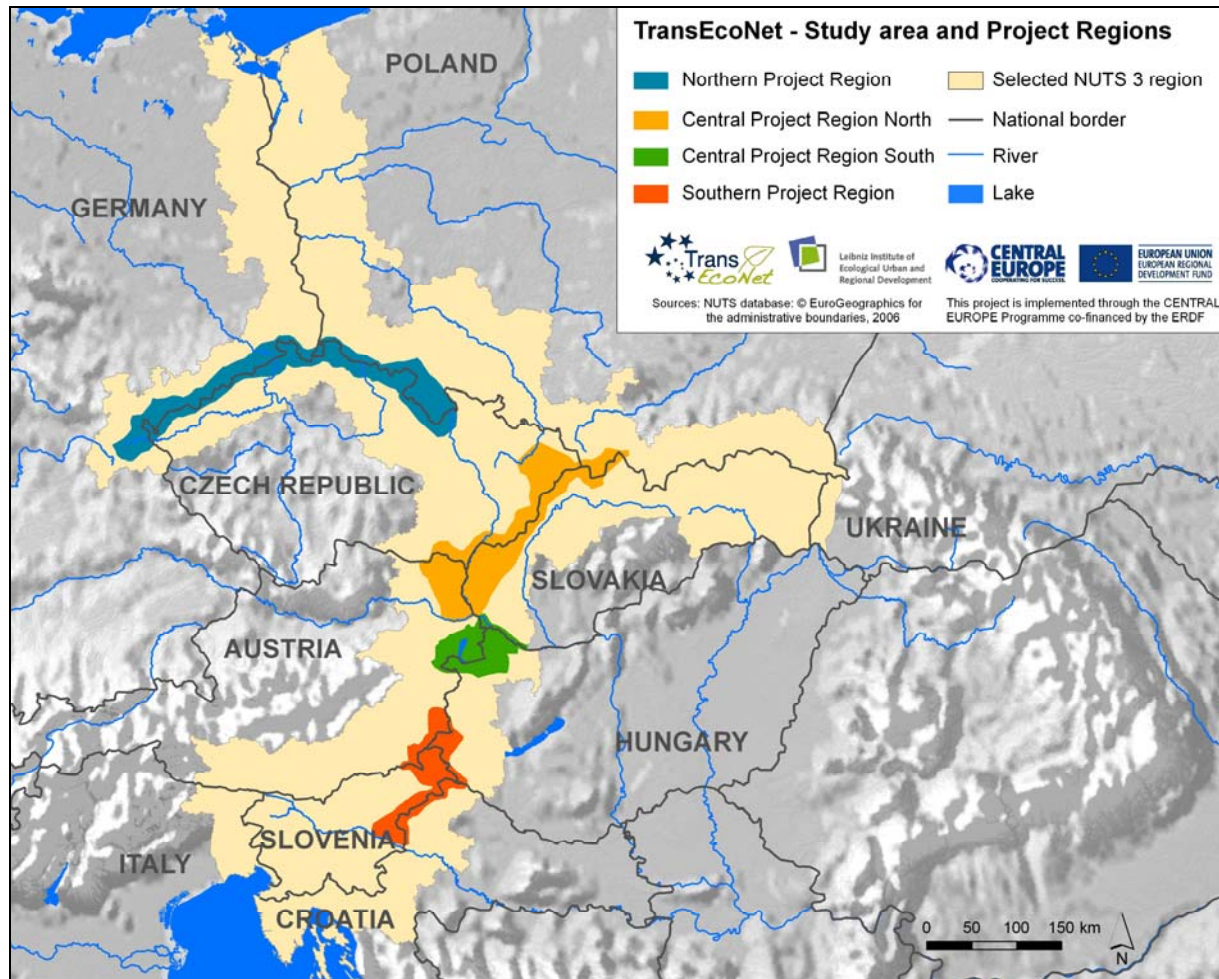 TransEcoNet - Study area and Project Regions
Northern Project Region
Central Project Region North
Central Project Region South
Southern Project Region
Selected NUTS 3 region
National border
River
Lake
Trans
EcoNet
Leibniz Institute of
Ecological Urban and
Regional Development
CENTRAL
EUROPE
COOPERATING FOR SUCCESS.
EUROPEAN UNION
EUROPEAN REGIONAL
DEVELOPMENT FUND
Sources: NUTS database: © EuroGeographics for
the administrative boundaries, 2006
This project is implemented through the CENTRAL
EUROPE Programme co-financed by the ERDF
POLAND
GERMANY
CZECH REPUBLIC
UKRAINE
SLOVAKIA
AUSTRIA
HUNGARY
SLOVENIA
ITALY
CROATIA
0 50 100 150 km
N